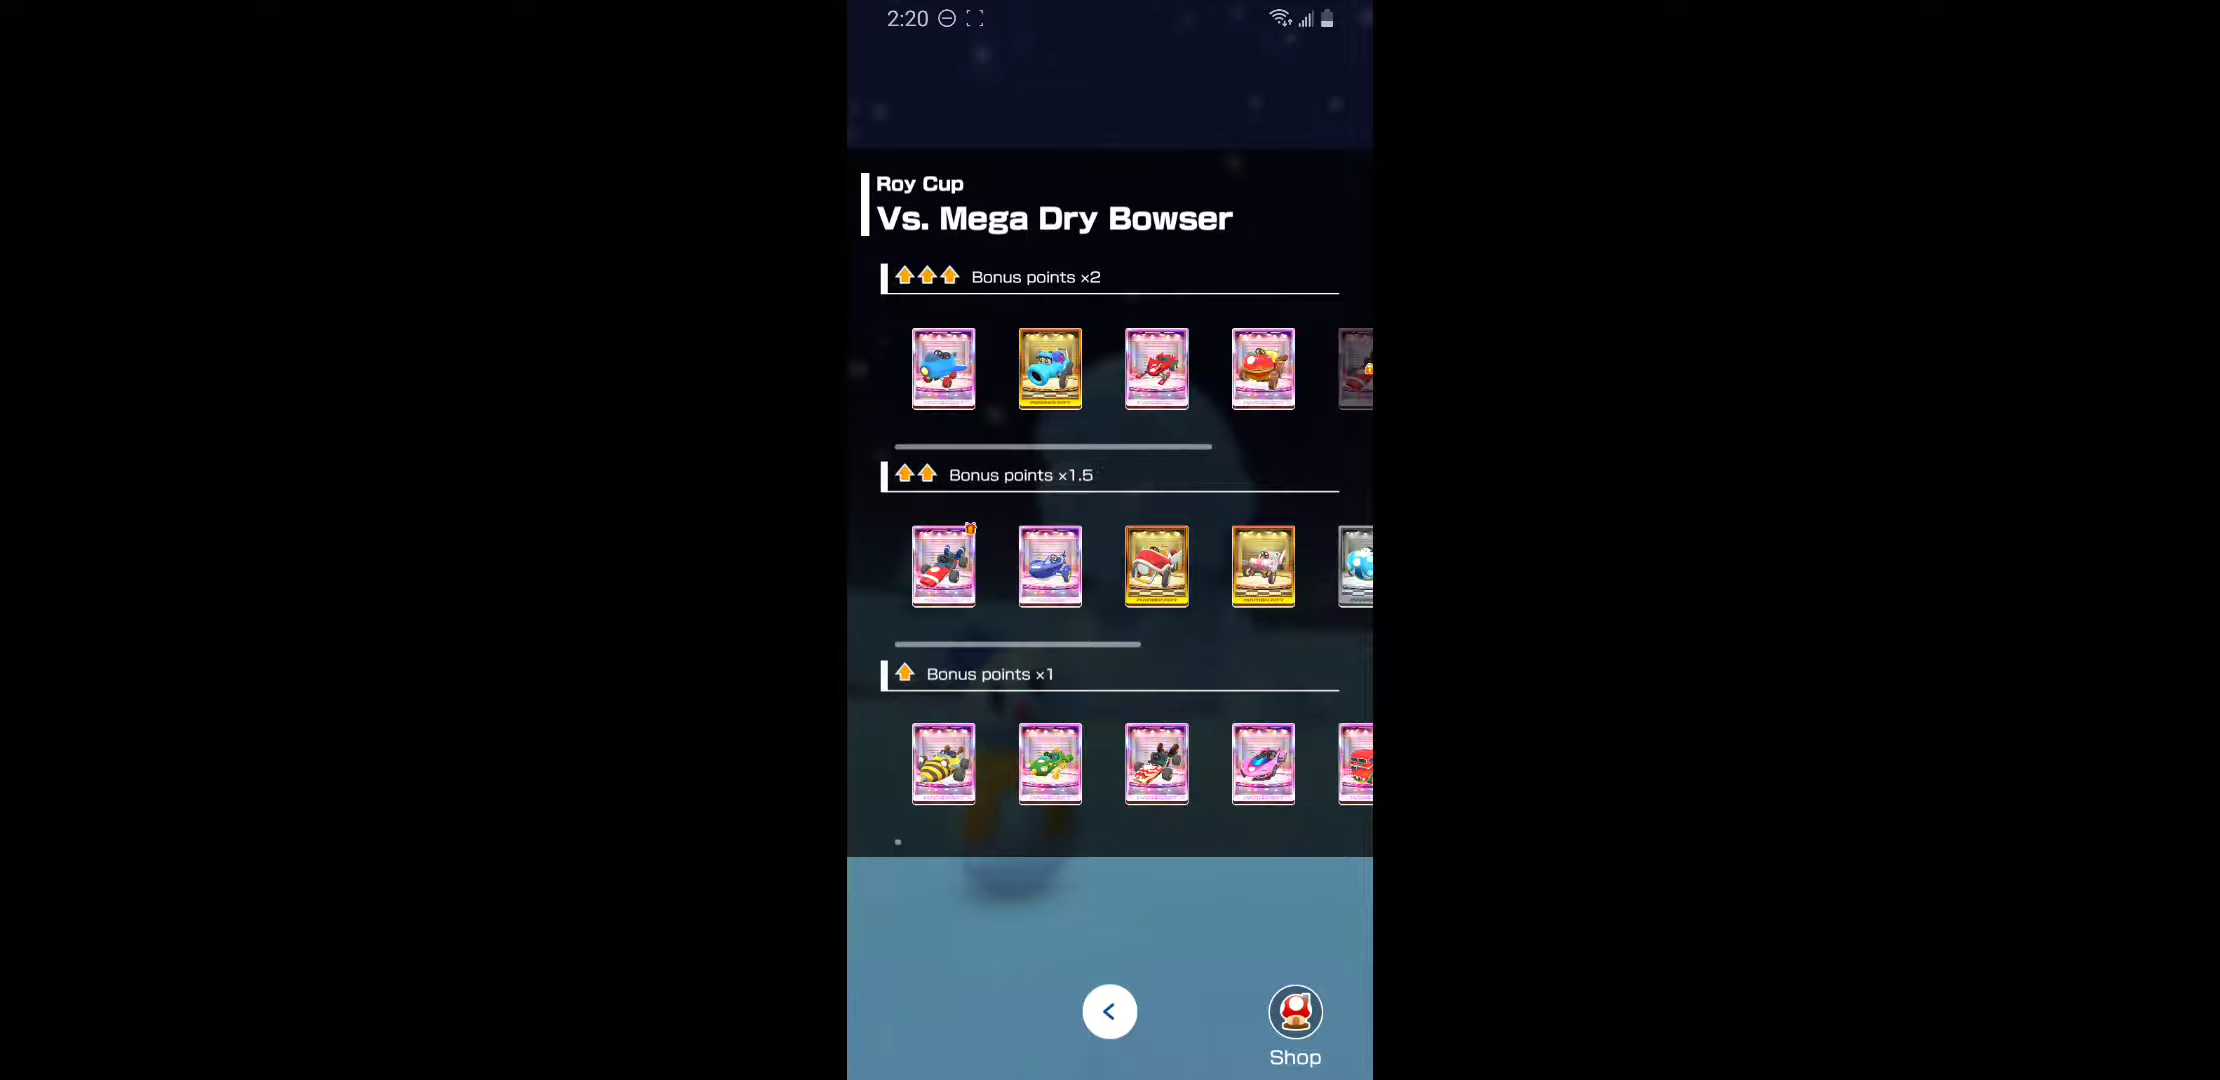 2:20
Roy Cup
Vs. Mega Dry Bowser
Bonus points ×2
Bonus points ×1.5
Bonus points ×1
Shop